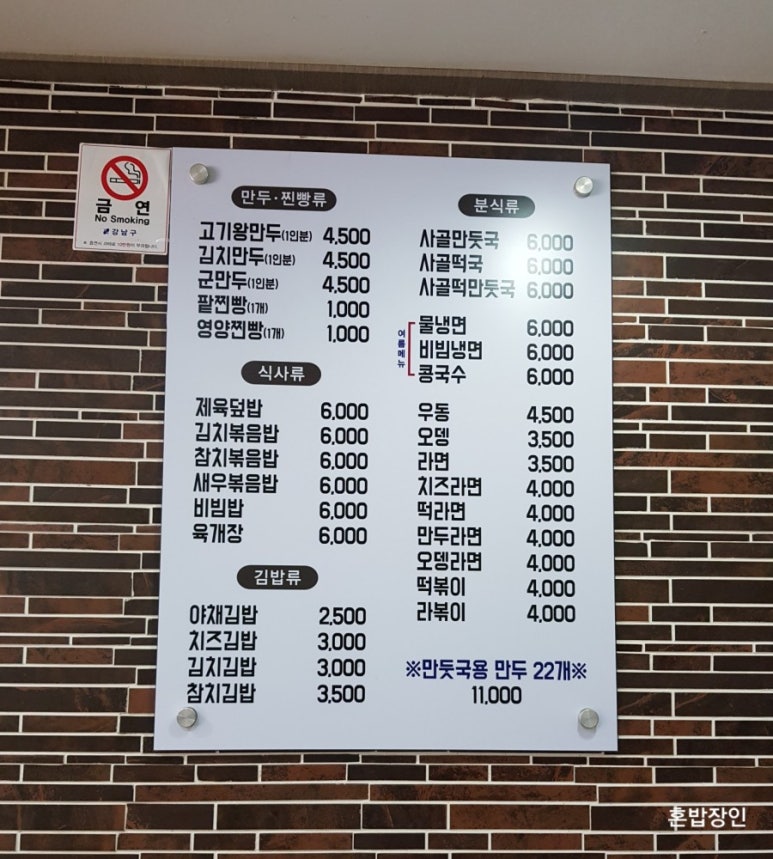 금 연
No Smoking
강남구
만두·찐빵류
고기왕만두(1인분) 4,500
김치만두(1인분) 4,500
군만두(1인분) 4,500
팥찐빵(1개) 1,000
영양찐빵(1개) 1,000
식사류
제육덮밥 6,000
김치볶음밥 6,000
참치볶음밥 6,000
새우볶음밥 6,000
비빔밥 6,000
육개장 6,000
김밥류
야채김밥 2,500
치즈김밥 3,000
김치김밥 3,000
참치김밥 3,500
분식류
사골만둣국 6,000
사골떡국 6,000
사골떡만둣국 6,000
여름메뉴
물냉면 6,000
비빔냉면 6,000
콩국수 6,000
우동 4,500
오뎅 3,500
라면 3,500
치즈라면 4,000
떡라면 4,000
만두라면 4,000
오뎅라면 4,000
떡볶이 4,000
라볶이 4,000
※만둣국용 만두 22개※
11,000
혼밥장인